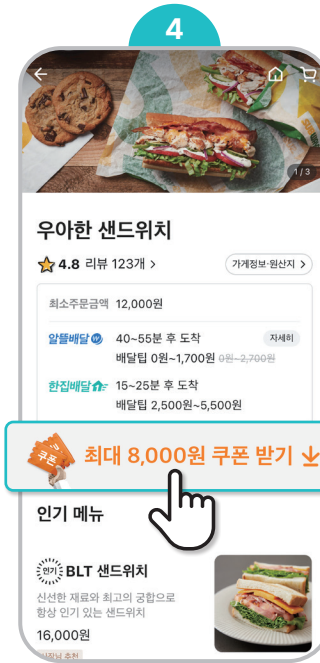 4
1/3
우아한 샌드위치
4.8 리뷰 123개 >
가게정보·원산지 >
최소주문금액 12,000원
알뜰배달 40~55분 후 도착 자세히
배달팁 0원~1,700원 0원~2,700원
한집배달 15~25분 후 도착
배달팁 2,500원~5,500원
쿠폰 최대 8,000원 쿠폰 받기
인기 메뉴
인기 BLT 샌드위치
신선한 재료와 최고의 궁합으로
항상 인기 있는 샌드위치
16,000원
사장님 추천